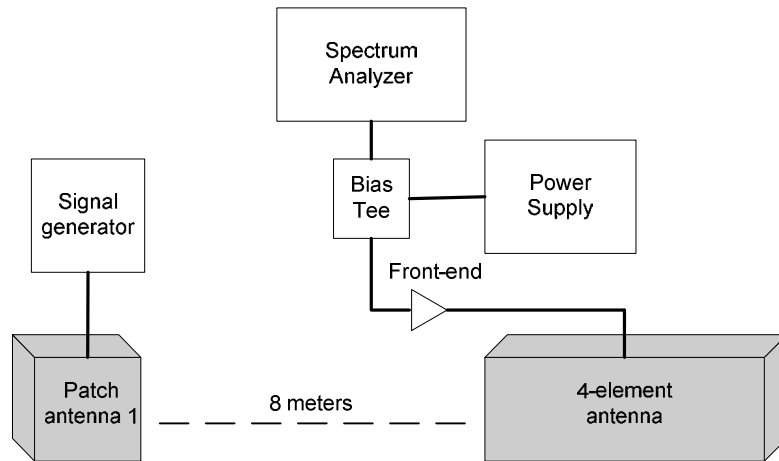 Spectrum
Analyzer
Signal
generator
Bias
Tee
Power
Supply
Front-end
Patch
antenna 1
8 meters
4-element
antenna